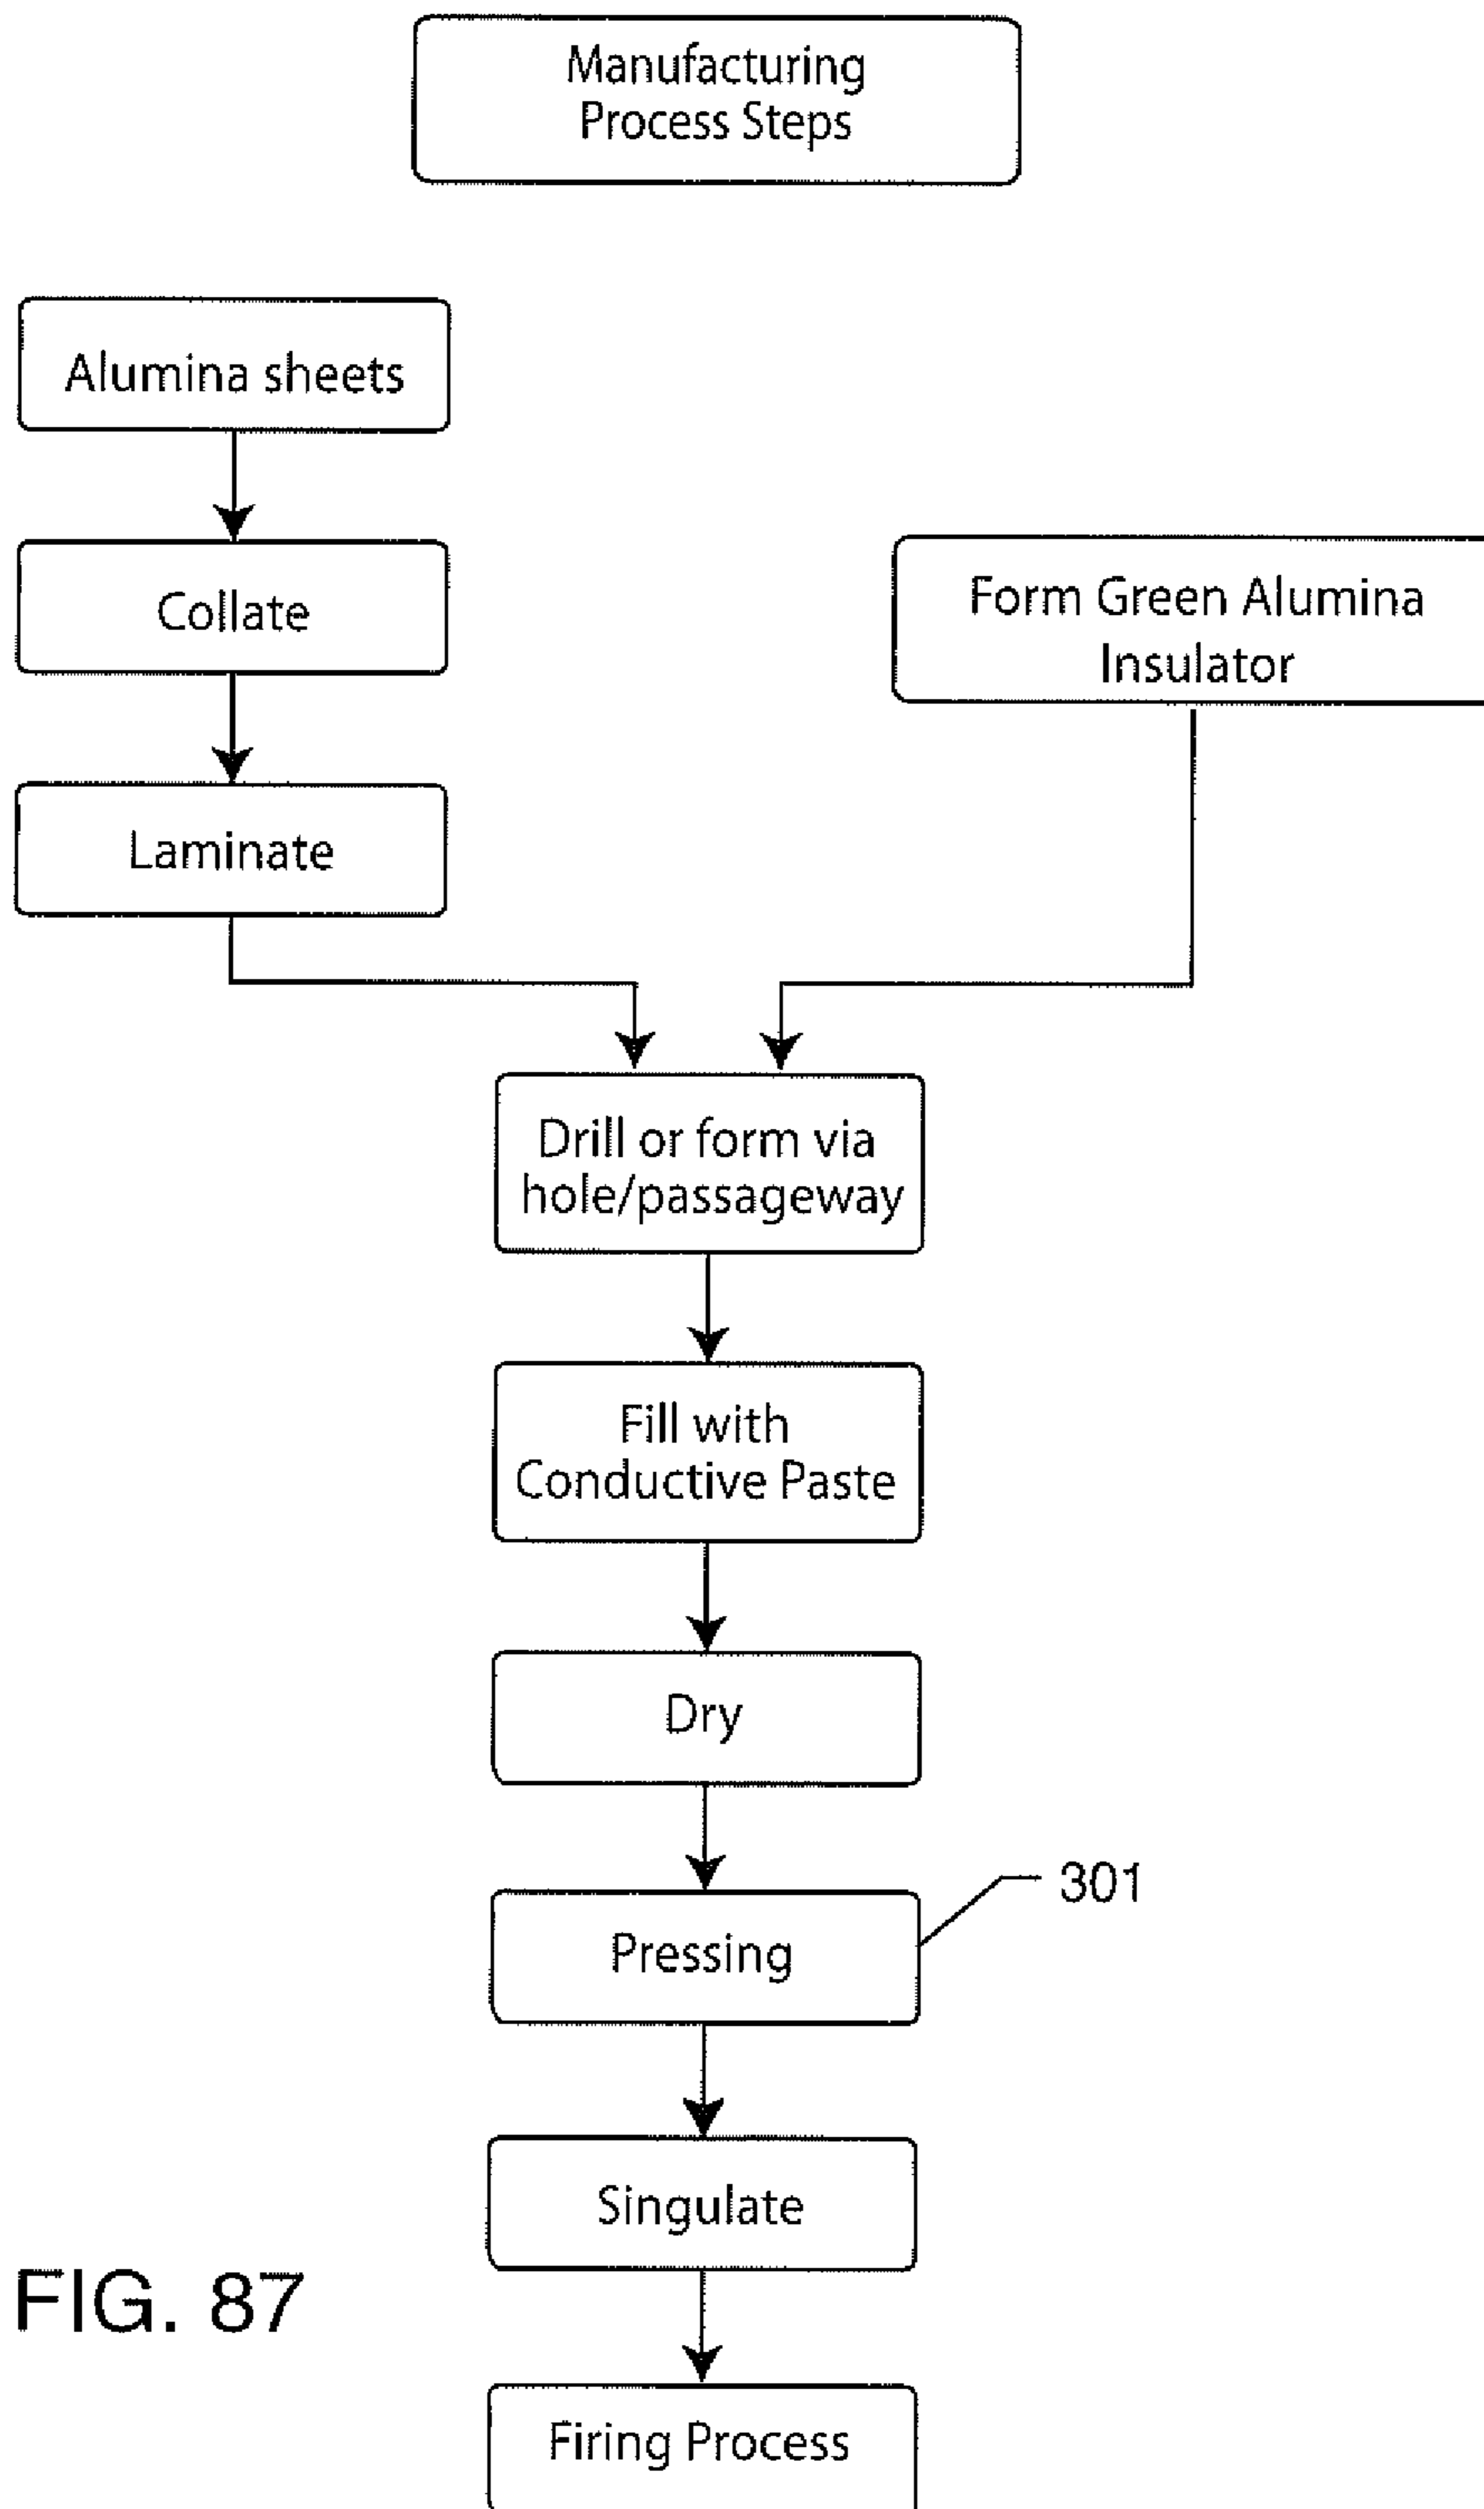 Manufacturing
Process Steps
Alumina sheets
Collate
Form Green Alumina
Insulator
Laminate
Drill or form via
hole/passageway
Fill with
Conductive Paste
Dry
Pressing
301
Singulate
FIG. 87
Firing Process